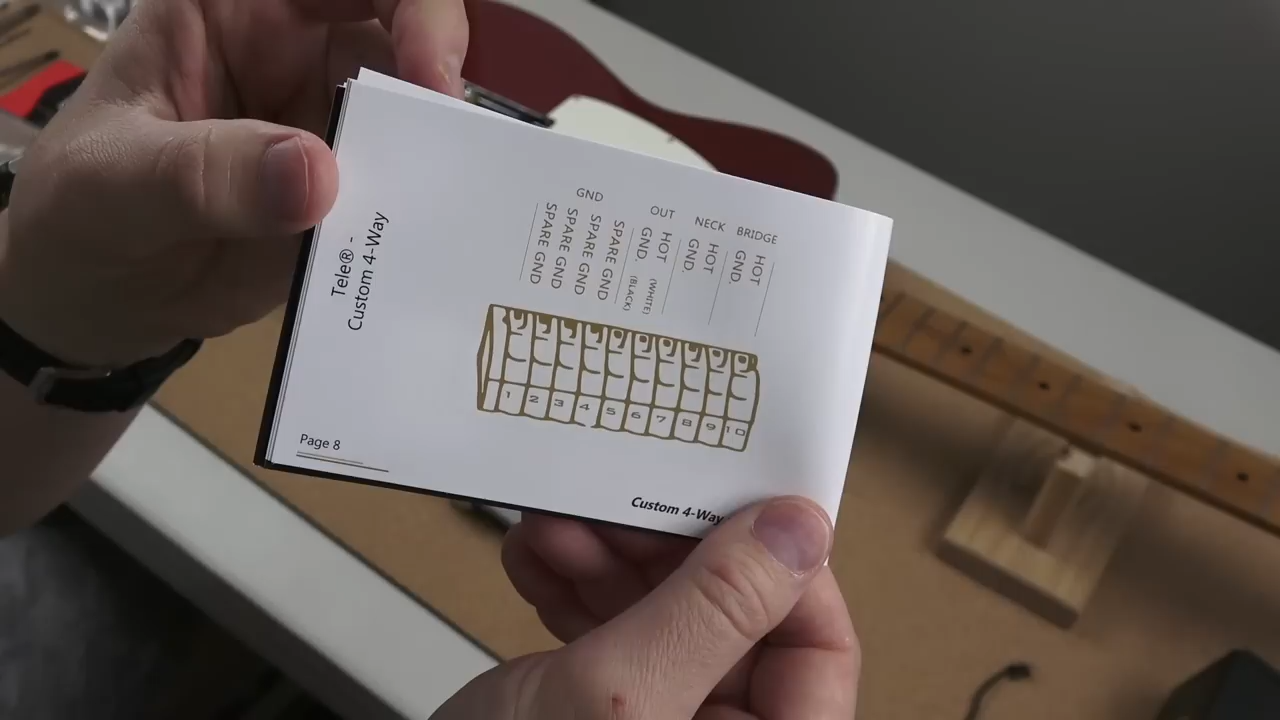 Tele® -
Custom 4-Way
GND
OUT
NECK
BRIDGE
SPARE GND
SPARE GND
SPARE GND
SPARE GND
GND. (BLACK)
HOT (WHITE)
GND.
HOT
GND.
HOT
1 2 3 4 5 6 7 8 9 10
Page 8
Custom 4-Way